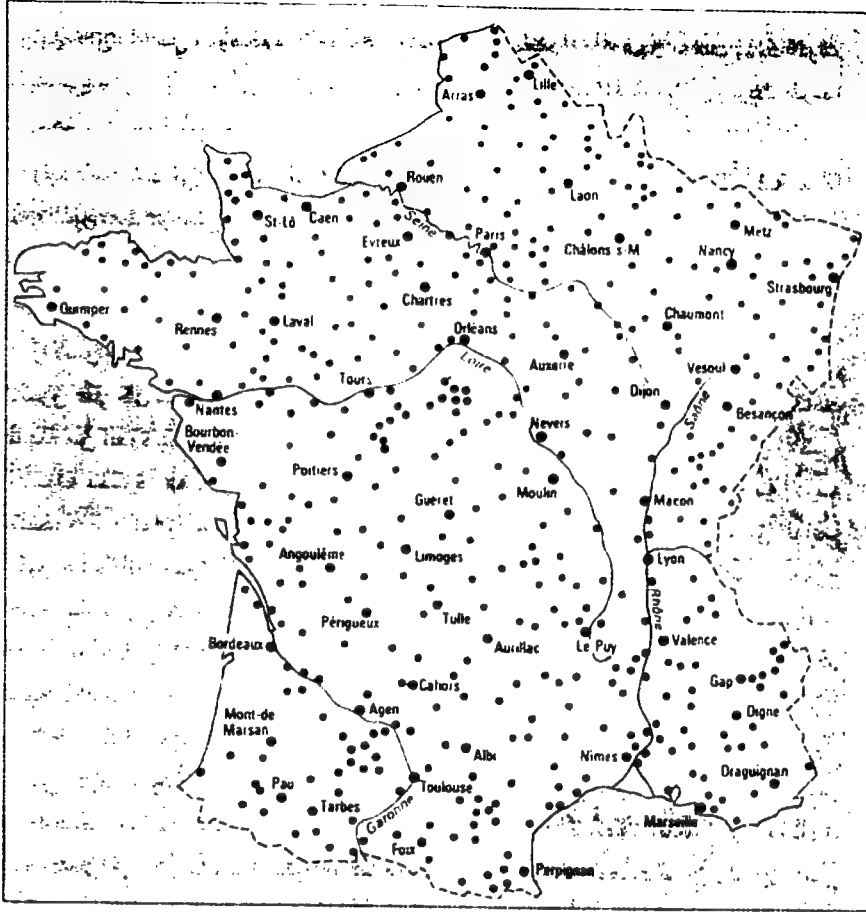 Lille
Arras
Rouen
Laon
Seine
St-Lô
Caen
Evreux
Paris
Châlons s-M
Metz
Nancy
Strasbourg
Quimper
Rennes
Laval
Chartres
Orléans
Chaumont
Loire
Auxerre
Vesoul
Tours
Dijon
Saône
Besançon
Nantes
Bourbon-
Vendée
Nevers
Poitiers
Moulin
Guéret
Macon
Angoulême
Limoges
Lyon
Rhône
Périgueux
Tulle
Bordeaux
Aurillac
Le Puy
Valence
Cahors
Gap
Mont-de
Marsan
Agen
Digne
Albi
Nimes
Pau
Toulouse
Draguignan
Tarbes
Garonne
Marseille
Foix
Perpignan